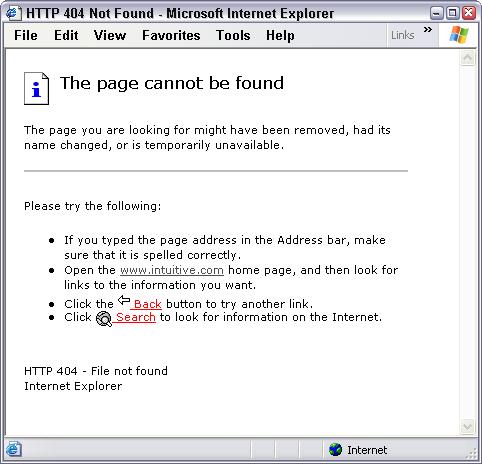 HTTP 404 Not Found - Microsoft Internet Explorer
File Edit View Favorites Tools Help Links »
i The page cannot be found
The page you are looking for might have been removed, had its
name changed, or is temporarily unavailable.
Please try the following:
• If you typed the page address in the Address bar, make
sure that it is spelled correctly.
• Open the www.intuitive.com home page, and then look for
links to the information you want.
• Click the Back button to try another link.
• Click Search to look for information on the Internet.
HTTP 404 - File not found
Internet Explorer
Internet